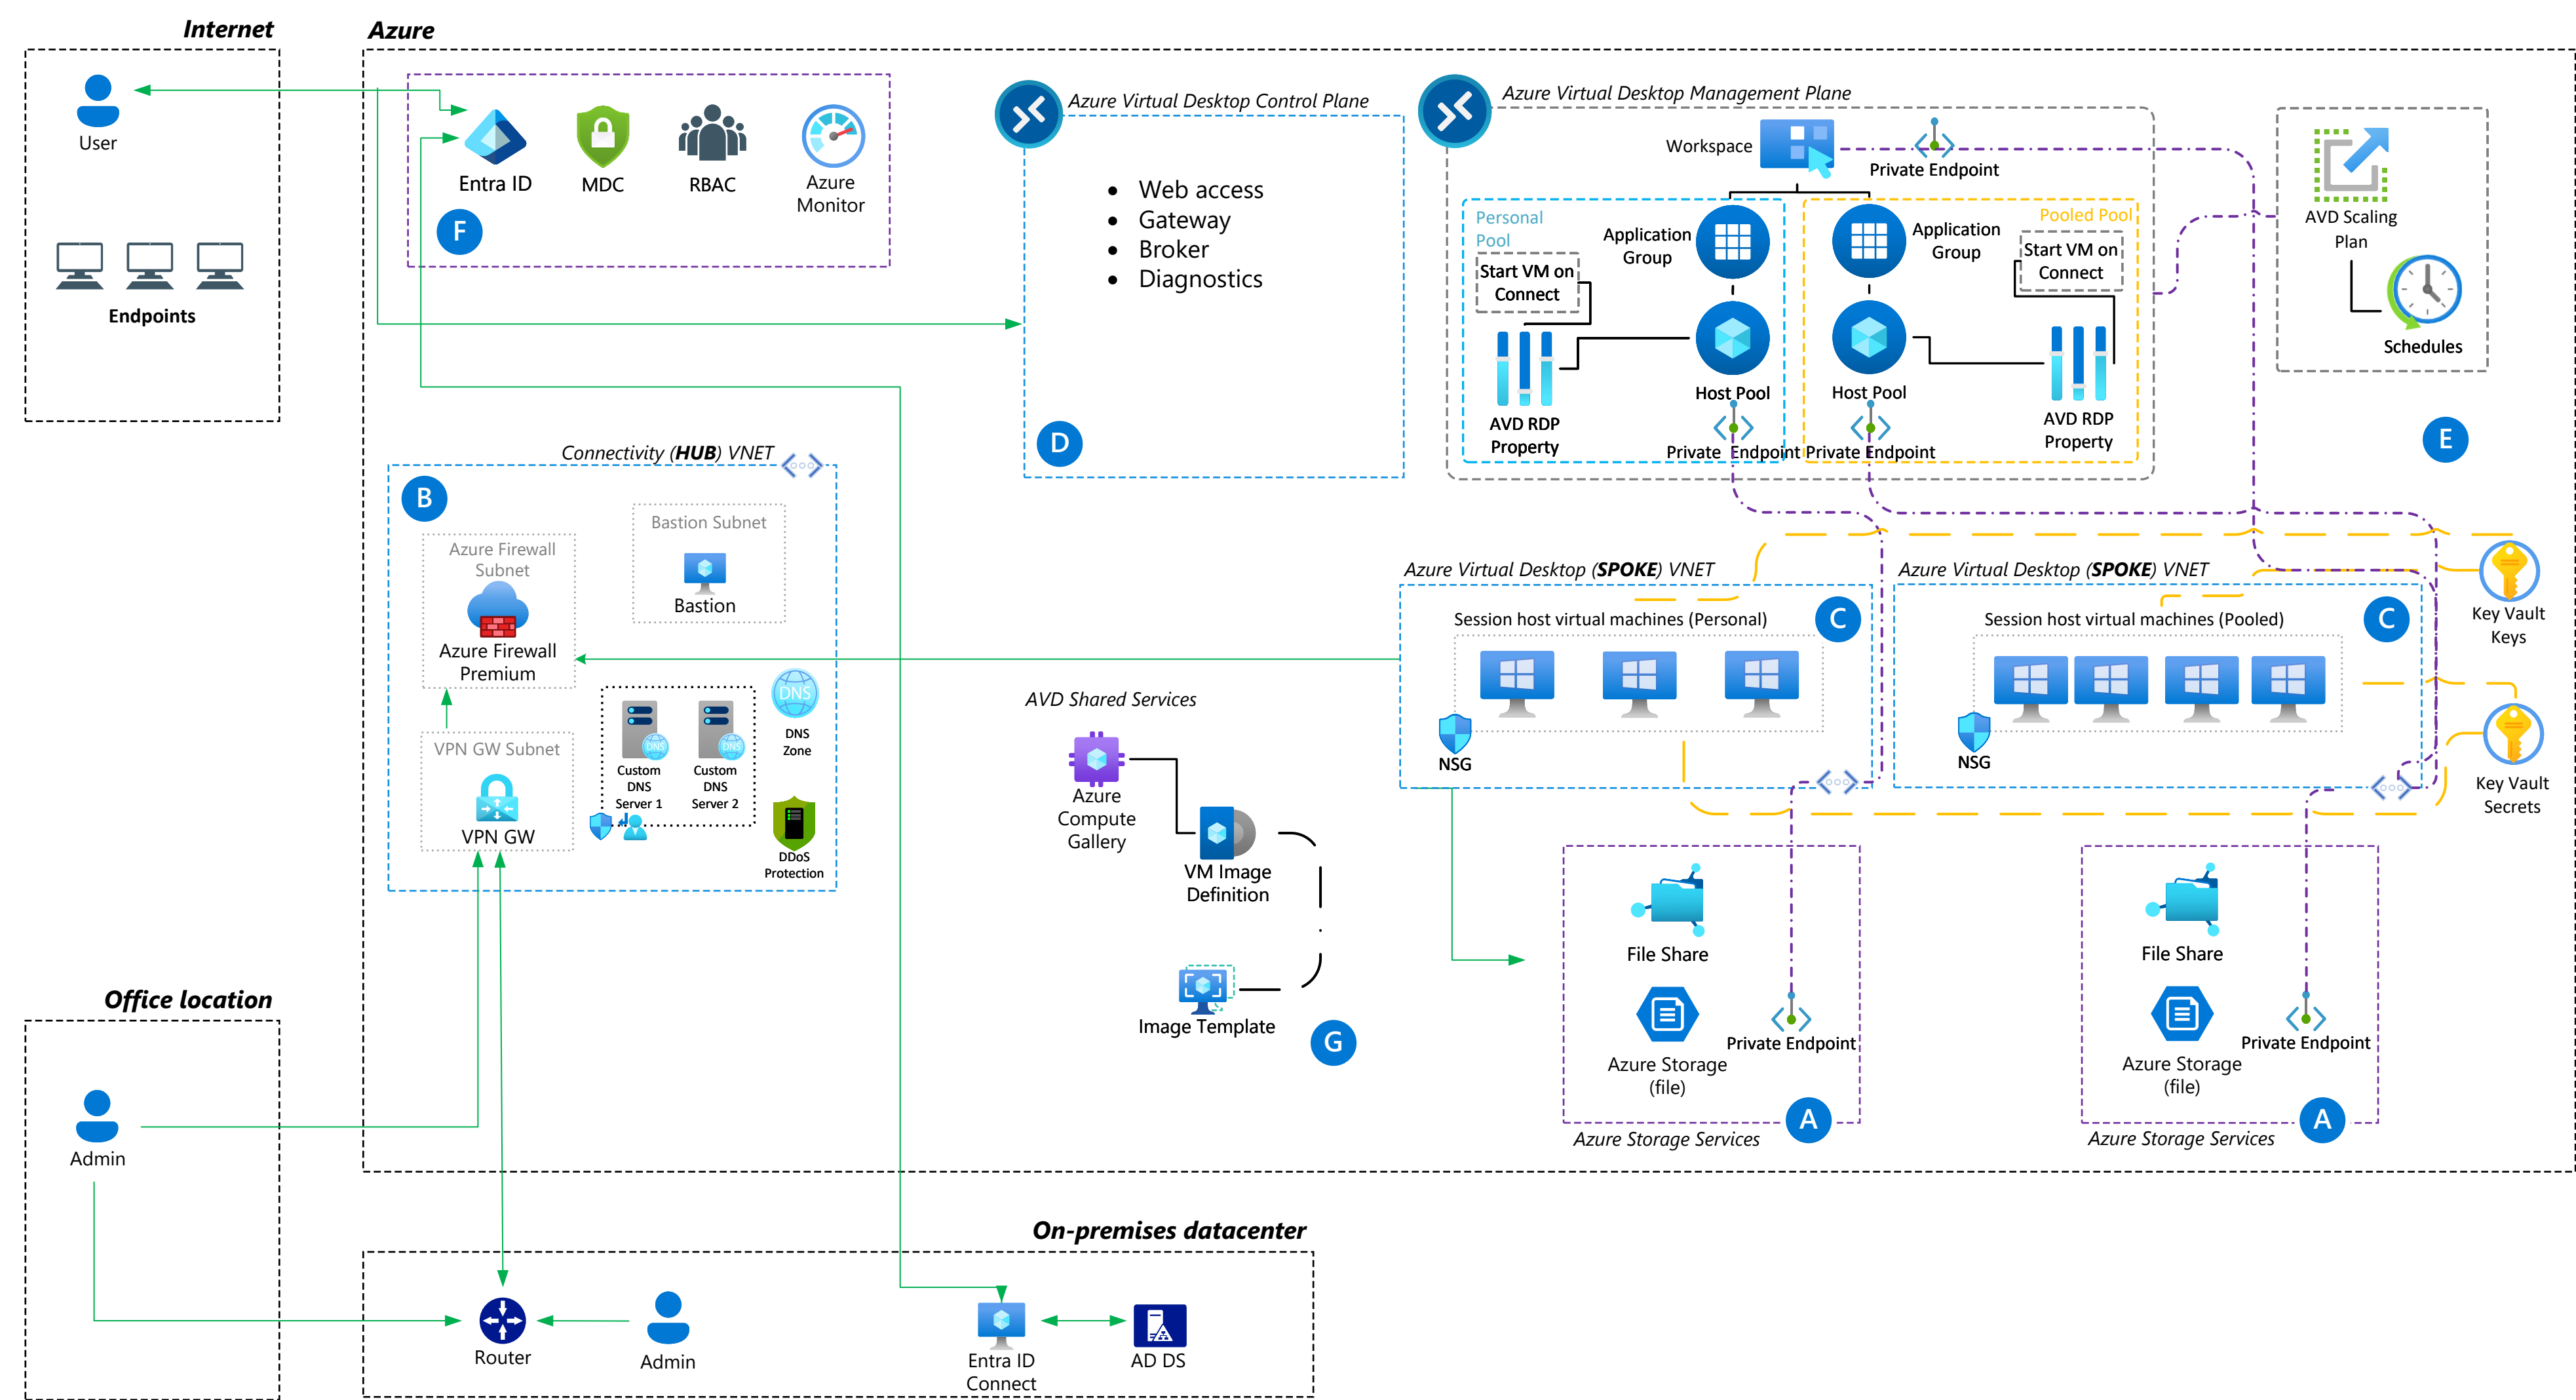 Internet
User
Endpoints
Azure
Entra ID
MDC
RBAC
Azure
Monitor
F
Azure Virtual Desktop Control Plane
• Web access
• Gateway
• Broker
• Diagnostics
D
Azure Virtual Desktop Management Plane
Workspace
Private Endpoint
Personal
Pool
Start VM on
Connect
Application
Group
Host Pool
AVD RDP
Property
Private Endpoint
Pooled Pool
Application
Group
Start VM on
Connect
Host Pool
AVD RDP
Property
Private Endpoint
AVD Scaling
Plan
Schedules
E
Connectivity (HUB) VNET
B
Azure Firewall
Subnet
Azure Firewall
Premium
Bastion Subnet
Bastion
VPN GW Subnet
VPN GW
DNS
Custom
DNS
Server 1
DNS
Custom
DNS
Server 2
DNS
DNS
Zone
DDoS
Protection
AVD Shared Services
Azure
Compute
Gallery
VM Image
Definition
Image Template
G
Azure Virtual Desktop (SPOKE) VNET
Session host virtual machines (Personal)
C
NSG
Azure Virtual Desktop (SPOKE) VNET
Session host virtual machines (Pooled)
C
NSG
Key Vault
Keys
Key Vault
Secrets
File Share
Azure Storage
(file)
Private Endpoint
A
Azure Storage Services
File Share
Azure Storage
(file)
Private Endpoint
A
Azure Storage Services
Office location
Admin
On-premises datacenter
Router
Admin
Entra ID
Connect
AD DS